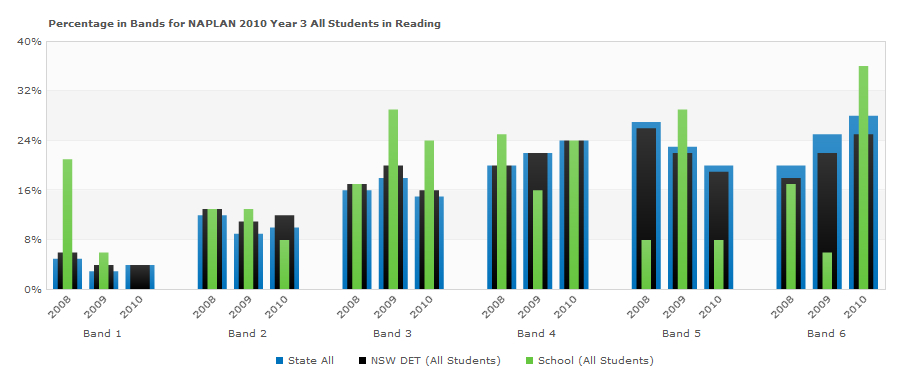 Percentage in Bands for NAPLAN 2010 Year 3 All Students in Reading
40%
32%
24%
16%
8%
0%
2008 2009 2010 2008 2009 2010 2008 2009 2010 2008 2009 2010 2008 2009 2010 2008 2009 2010
Band 1 Band 2 Band 3 Band 4 Band 5 Band 6
State All NSW DET (All Students) School (All Students)